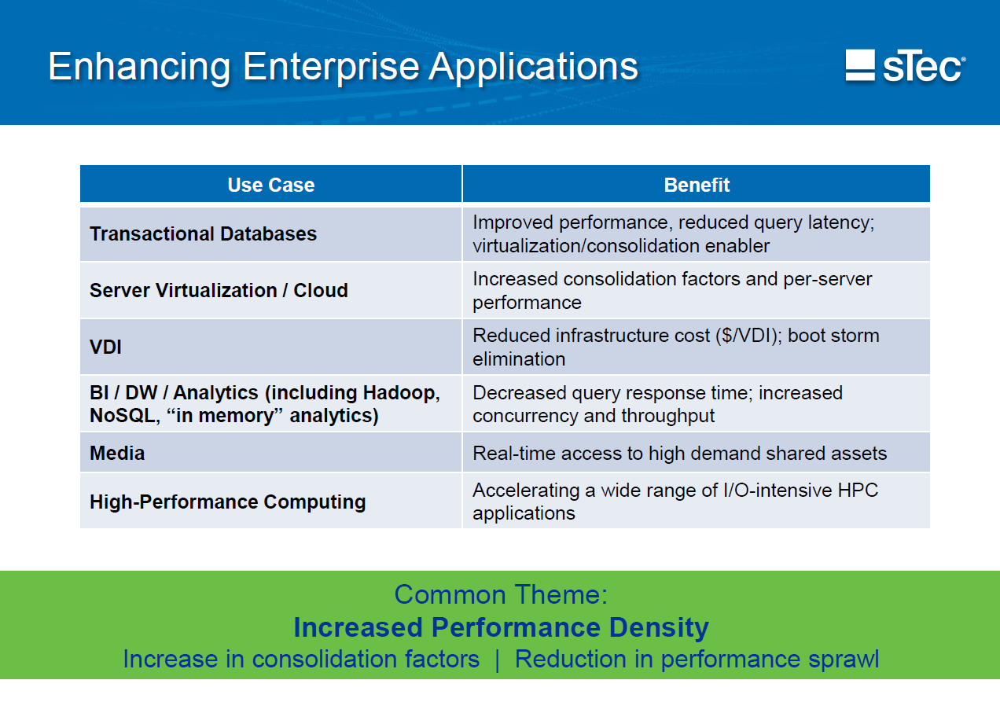 Enhancing Enterprise Applications
sTec®
Use Case
Benefit
Transactional Databases
Improved performance, reduced query latency;
virtualization/consolidation enabler
Server Virtualization / Cloud
Increased consolidation factors and per-server
performance
VDI
Reduced infrastructure cost ($/VDI); boot storm
elimination
BI / DW / Analytics (including Hadoop,
NoSQL, “in memory” analytics)
Decreased query response time; increased
concurrency and throughput
Media
Real-time access to high demand shared assets
High-Performance Computing
Accelerating a wide range of I/O-intensive HPC
applications
Common Theme:
Increased Performance Density
Increase in consolidation factors | Reduction in performance sprawl